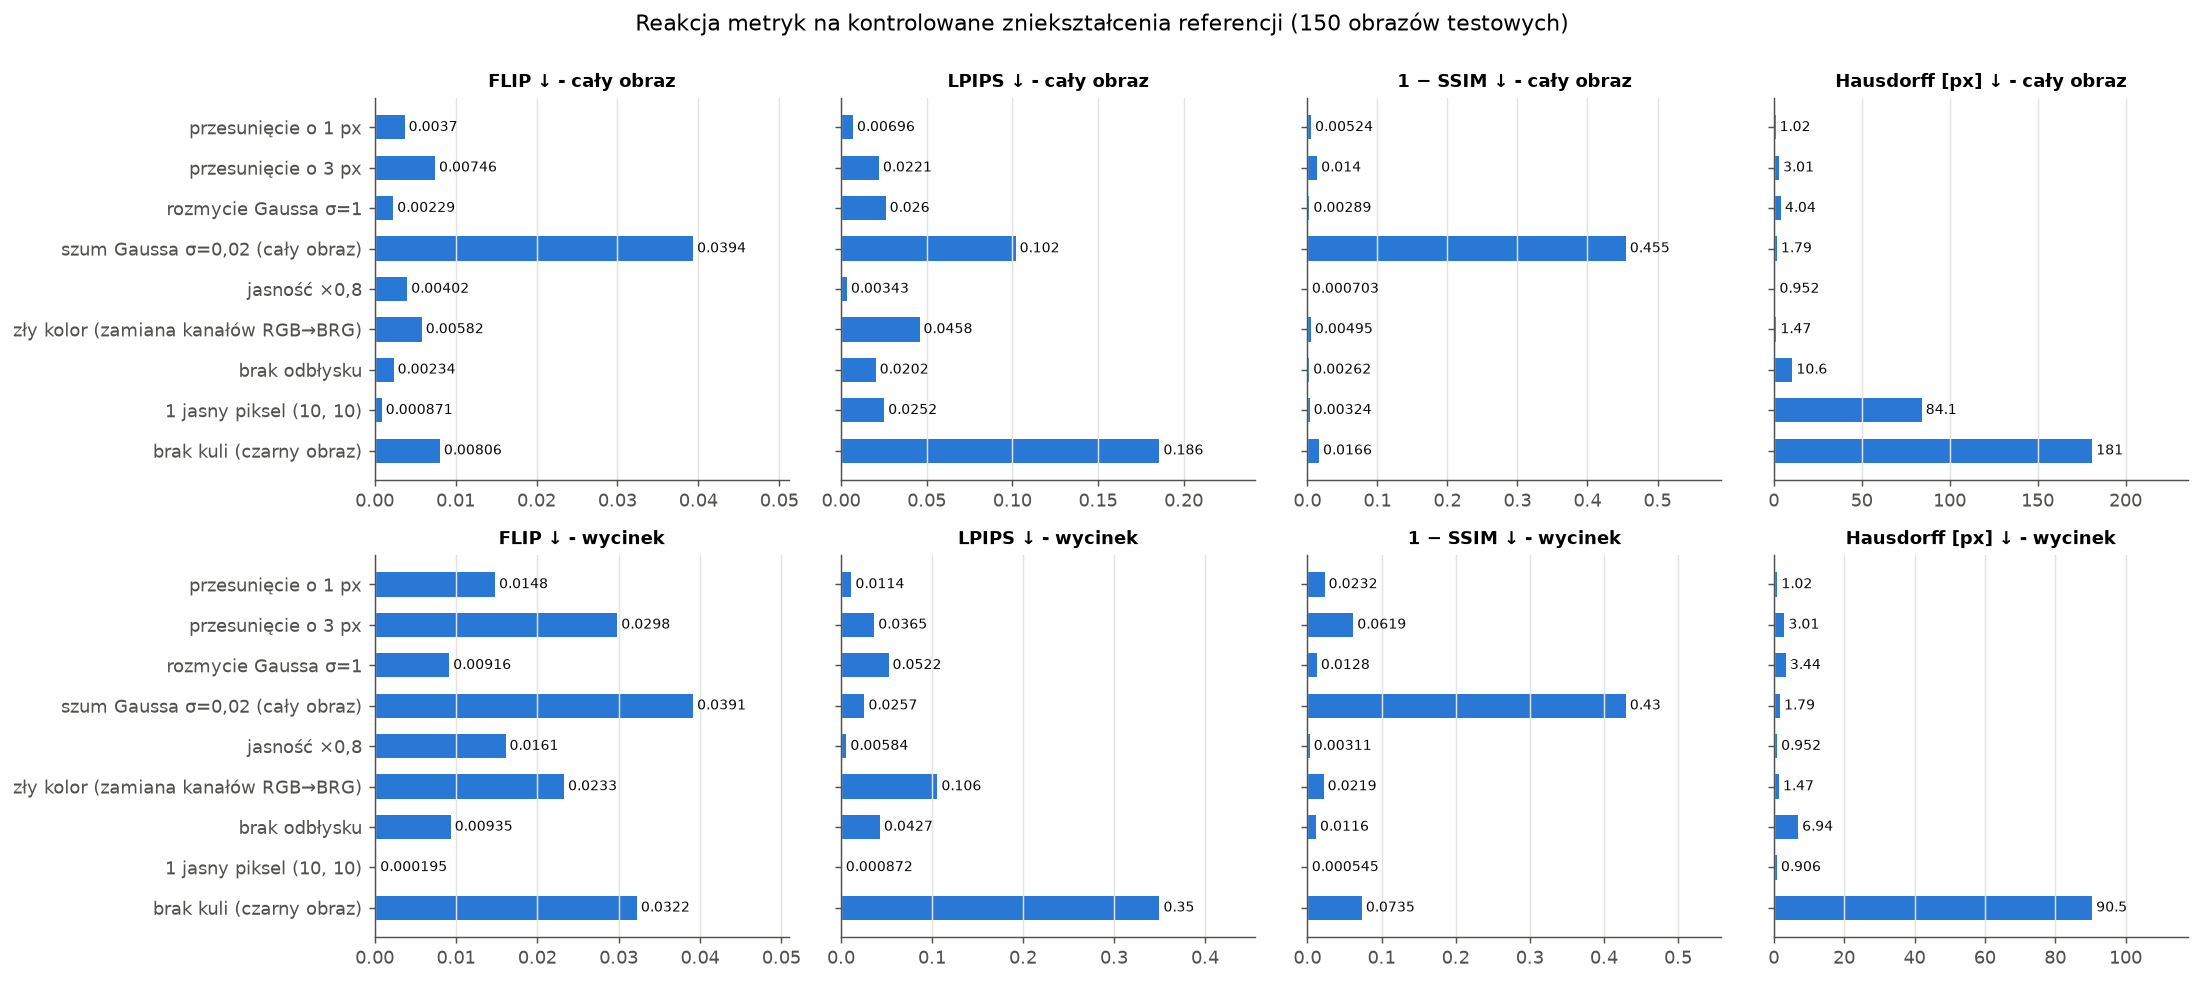 Reakcja metryk na kontrolowane zniekształcenia referencji (150 obrazów testowych)
FLIP ↓ - cały obraz
przesunięcie o 1 px
przesunięcie o 3 px
rozmycie Gaussa σ=1
szum Gaussa σ=0,02 (cały obraz)
jasność ×0,8
zły kolor (zamiana kanałów RGB→BRG)
brak odbłysku
1 jasny piksel (10, 10)
brak kuli (czarny obraz)
0.0037
0.00746
0.00229
0.0394
0.00402
0.00582
0.00234
0.000871
0.00806
0.00 0.01 0.02 0.03 0.04 0.05
LPIPS ↓ - cały obraz
0.00696
0.0221
0.026
0.102
0.00343
0.0458
0.0202
0.0252
0.186
0.00 0.05 0.10 0.15 0.20
1 − SSIM ↓ - cały obraz
0.00524
0.014
0.00289
0.455
0.000703
0.00495
0.00262
0.00324
0.0166
0.0 0.1 0.2 0.3 0.4 0.5
Hausdorff [px] ↓ - cały obraz
1.02
3.01
4.04
1.79
0.952
1.47
10.6
84.1
181
0 50 100 150 200
FLIP ↓ - wycinek
przesunięcie o 1 px
przesunięcie o 3 px
rozmycie Gaussa σ=1
szum Gaussa σ=0,02 (cały obraz)
jasność ×0,8
zły kolor (zamiana kanałów RGB→BRG)
brak odbłysku
1 jasny piksel (10, 10)
brak kuli (czarny obraz)
0.0148
0.0298
0.00916
0.0391
0.0161
0.0233
0.00935
0.000195
0.0322
0.00 0.01 0.02 0.03 0.04 0.05
LPIPS ↓ - wycinek
0.0114
0.0365
0.0522
0.0257
0.00584
0.106
0.0427
0.000872
0.35
0.0 0.1 0.2 0.3 0.4
1 − SSIM ↓ - wycinek
0.0232
0.0619
0.0128
0.43
0.00311
0.0219
0.0116
0.000545
0.0735
0.0 0.1 0.2 0.3 0.4 0.5
Hausdorff [px] ↓ - wycinek
1.02
3.01
3.44
1.79
0.952
1.47
6.94
0.906
90.5
0 20 40 60 80 100